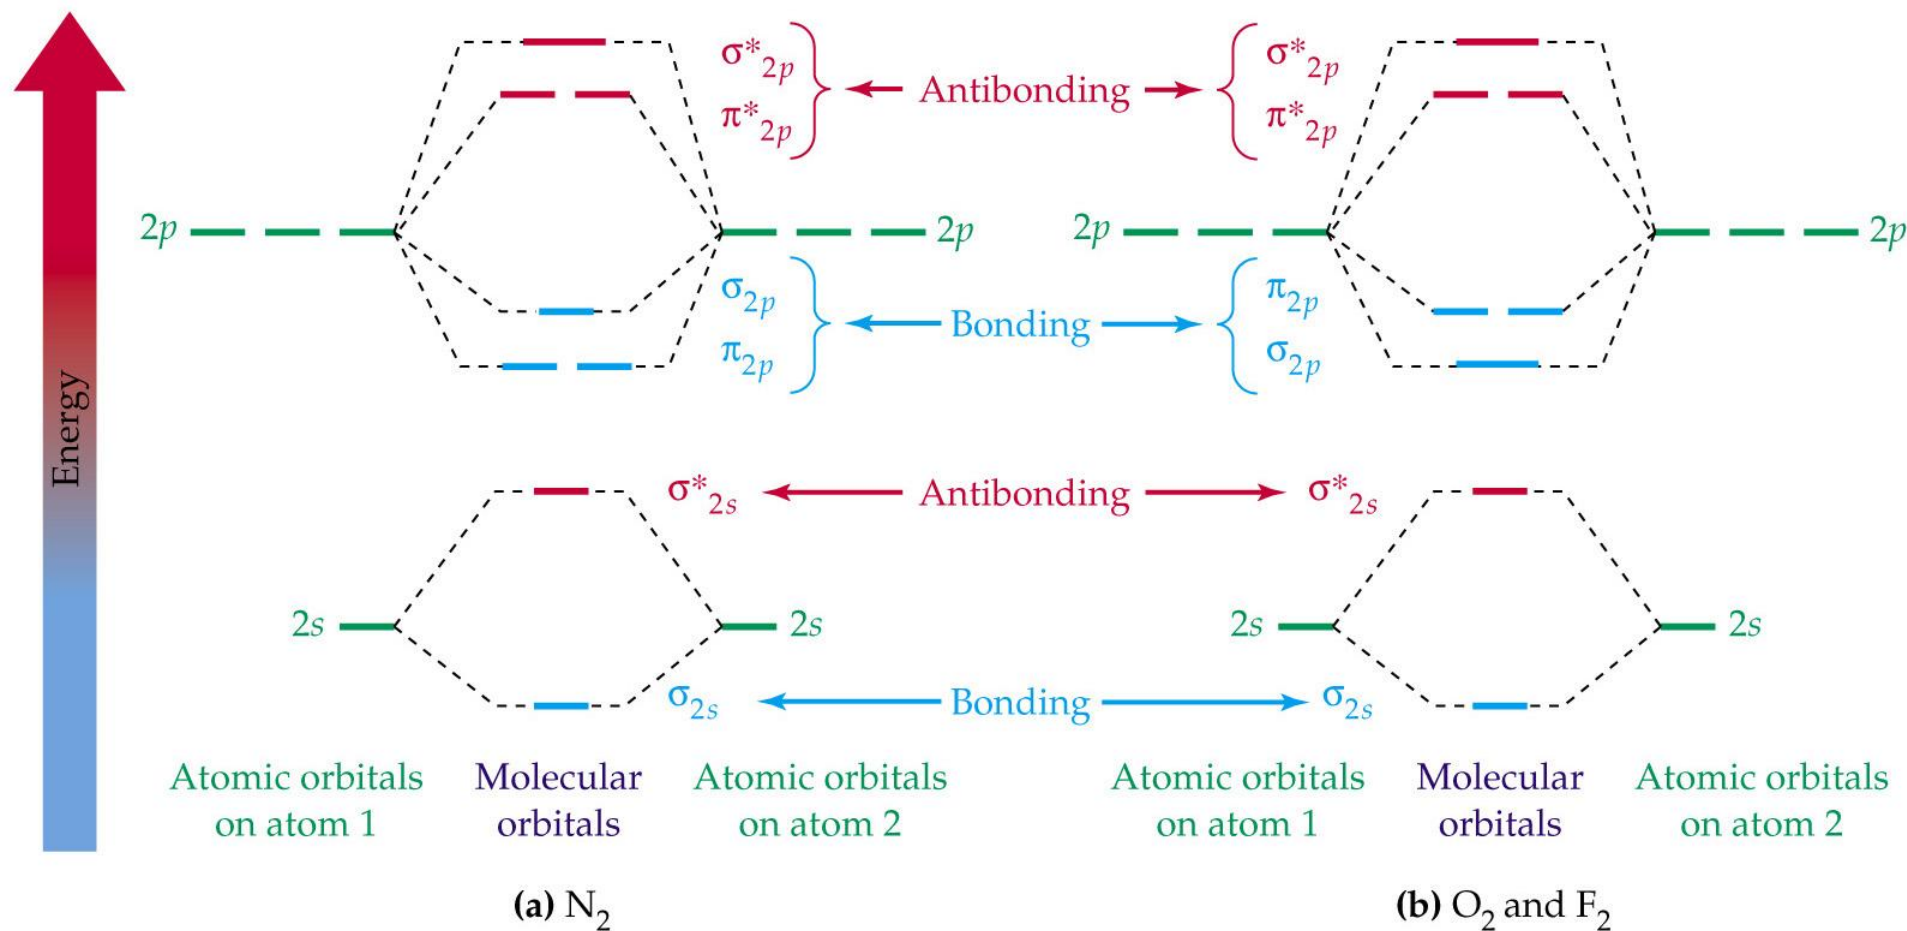 Energy
σ*2p
π*2p
Antibonding
σ*2p
π*2p
2p
2p
2p
2p
σ2p
π2p
Bonding
π2p
σ2p
σ*2s
Antibonding
σ*2s
2s
2s
2s
2s
σ2s
Bonding
σ2s
Atomic orbitals
on atom 1
Molecular
orbitals
Atomic orbitals
on atom 2
Atomic orbitals
on atom 1
Molecular
orbitals
Atomic orbitals
on atom 2
(a) N2
(b) O2 and F2